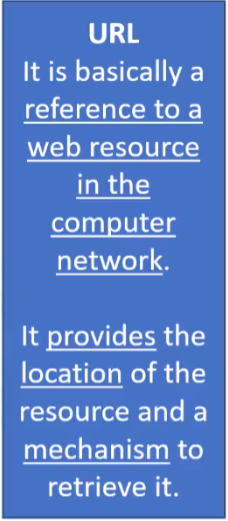 URL
It is basically a
reference to a
web resource
in the
computer
network.
It provides the
location of the
resource and a
mechanism to
retrieve it.